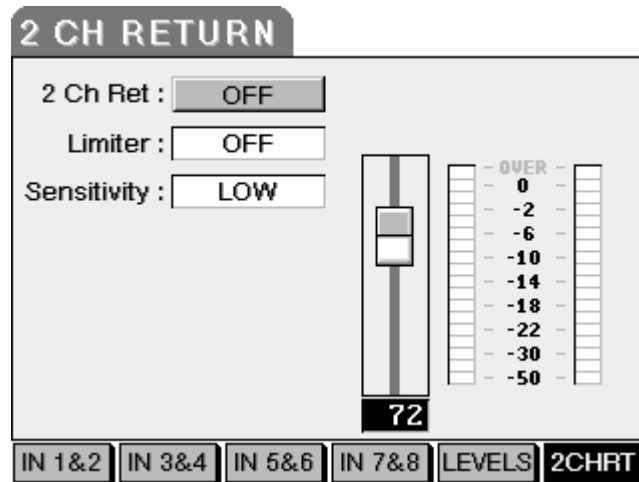 2 CH RETURN
2 Ch Ret : OFF
Limiter : OFF
Sensitivity : LOW
OVER
0
-2
-6
-10
-14
-18
-22
-30
-50
72
IN 1&2 IN 3&4 IN 5&6 IN 7&8 LEVELS 2CHRT